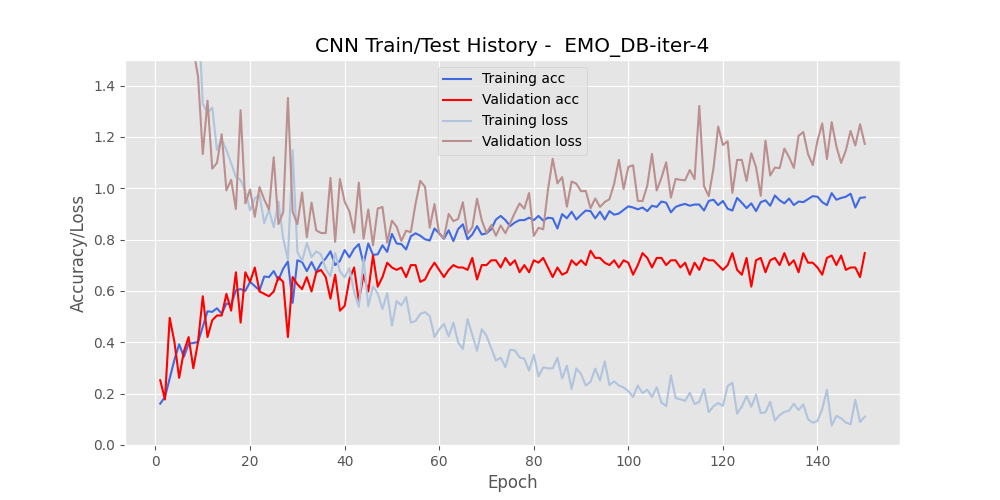 CNN Train/Test History -  EMO_DB-iter-4
Training acc
Validation acc
Training loss
Validation loss
Accuracy/Loss
1.4
1.2
1.0
0.8
0.6
0.4
0.2
0.0
0 20 40 60 80 100 120 140
Epoch